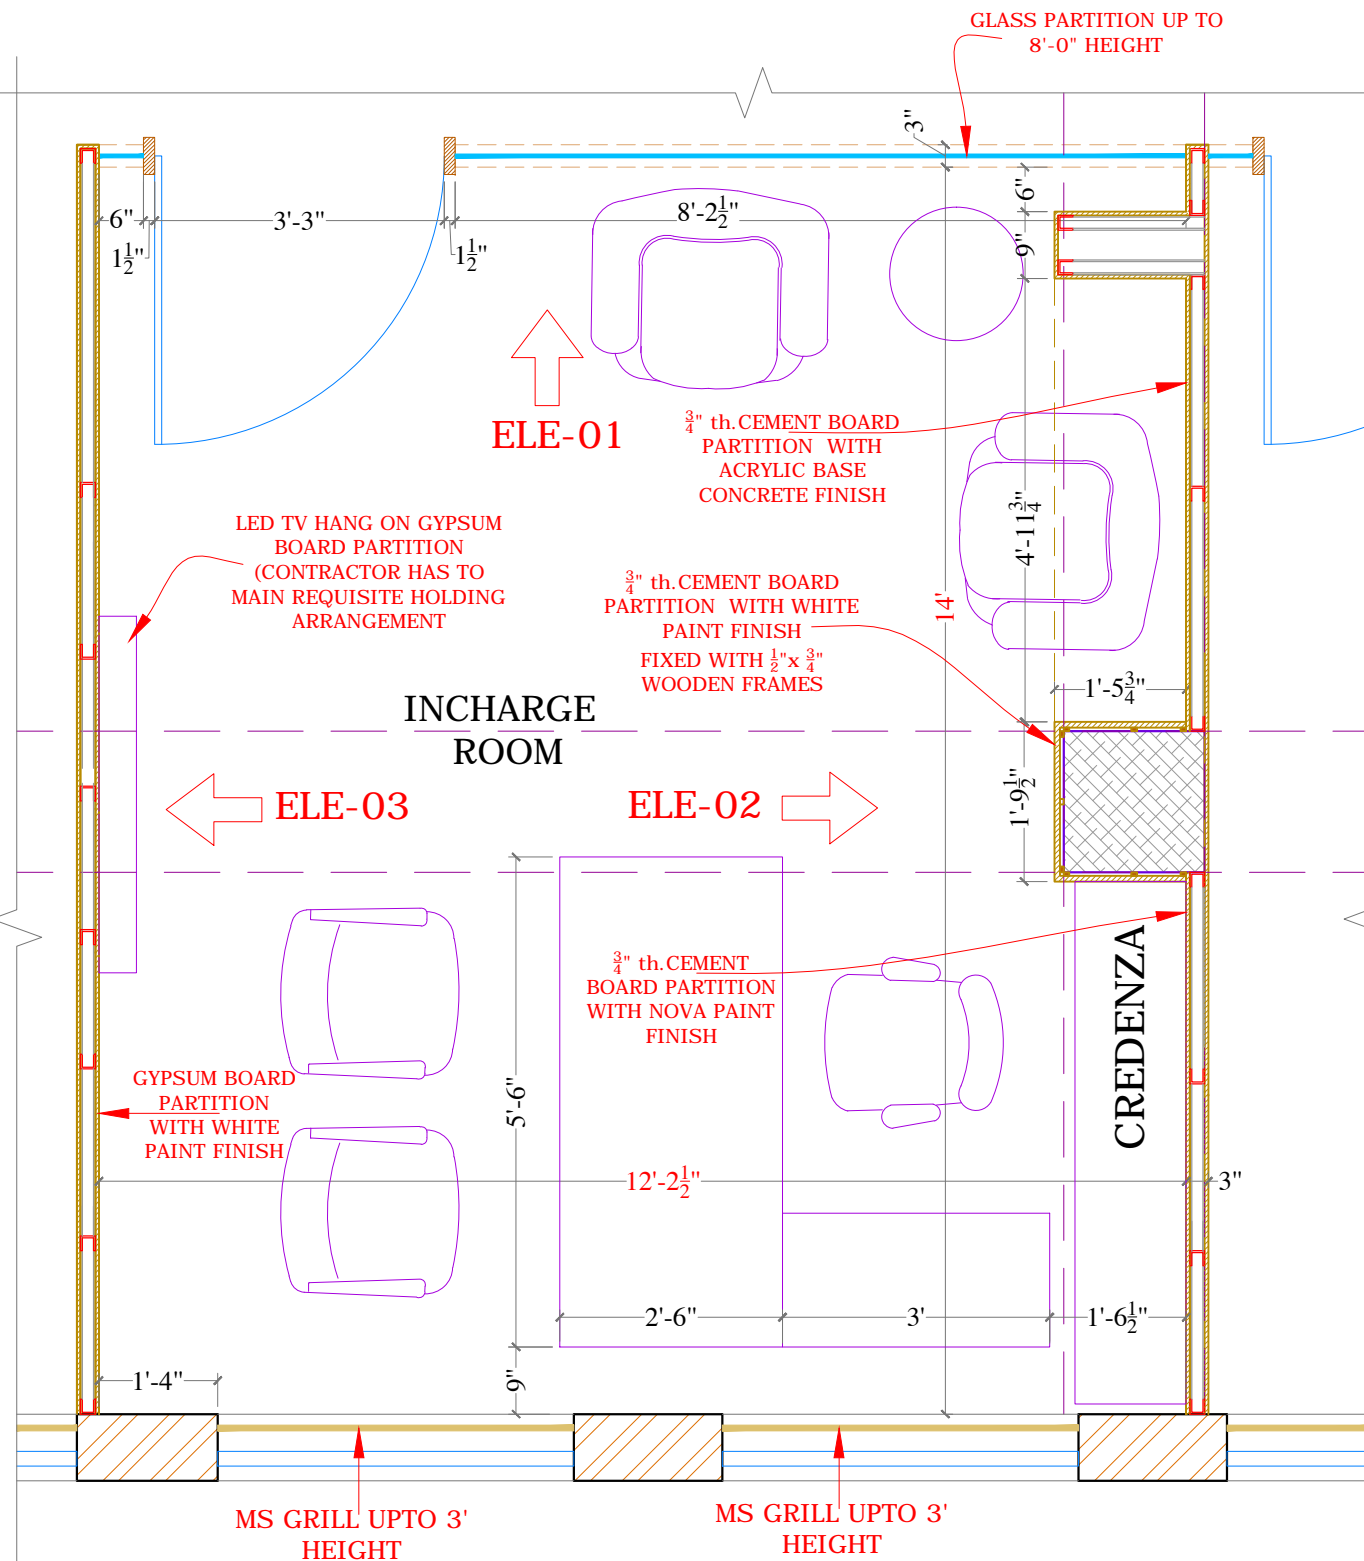 GLASS PARTITION UP TO
8'-0" HEIGHT
3"
6"
3'-3"
8'-2½"
6"
1½"
1½"
9"
ELE-01
¾" th.CEMENT BOARD
PARTITION WITH
ACRYLIC BASE
CONCRETE FINISH
LED TV HANG ON GYPSUM
BOARD PARTITION
(CONTRACTOR HAS TO
MAIN REQUISITE HOLDING
ARRANGEMENT
4'-11¾"
¾" th.CEMENT BOARD
PARTITION WITH WHITE
PAINT FINISH
FIXED WITH ½"x ¾"
WOODEN FRAMES
14'
1'-5¾"
INCHARGE
ROOM
ELE-03
ELE-02
1'-9½"
¾" th.CEMENT
BOARD PARTITION
WITH NOVA PAINT
FINISH
CREDENZA
GYPSUM BOARD
PARTITION
WITH WHITE
PAINT FINISH
5'-6"
12'-2½"
3"
2'-6"
3'
1'-6½"
1'-4"
9"
MS GRILL UPTO 3'
HEIGHT
MS GRILL UPTO 3'
HEIGHT